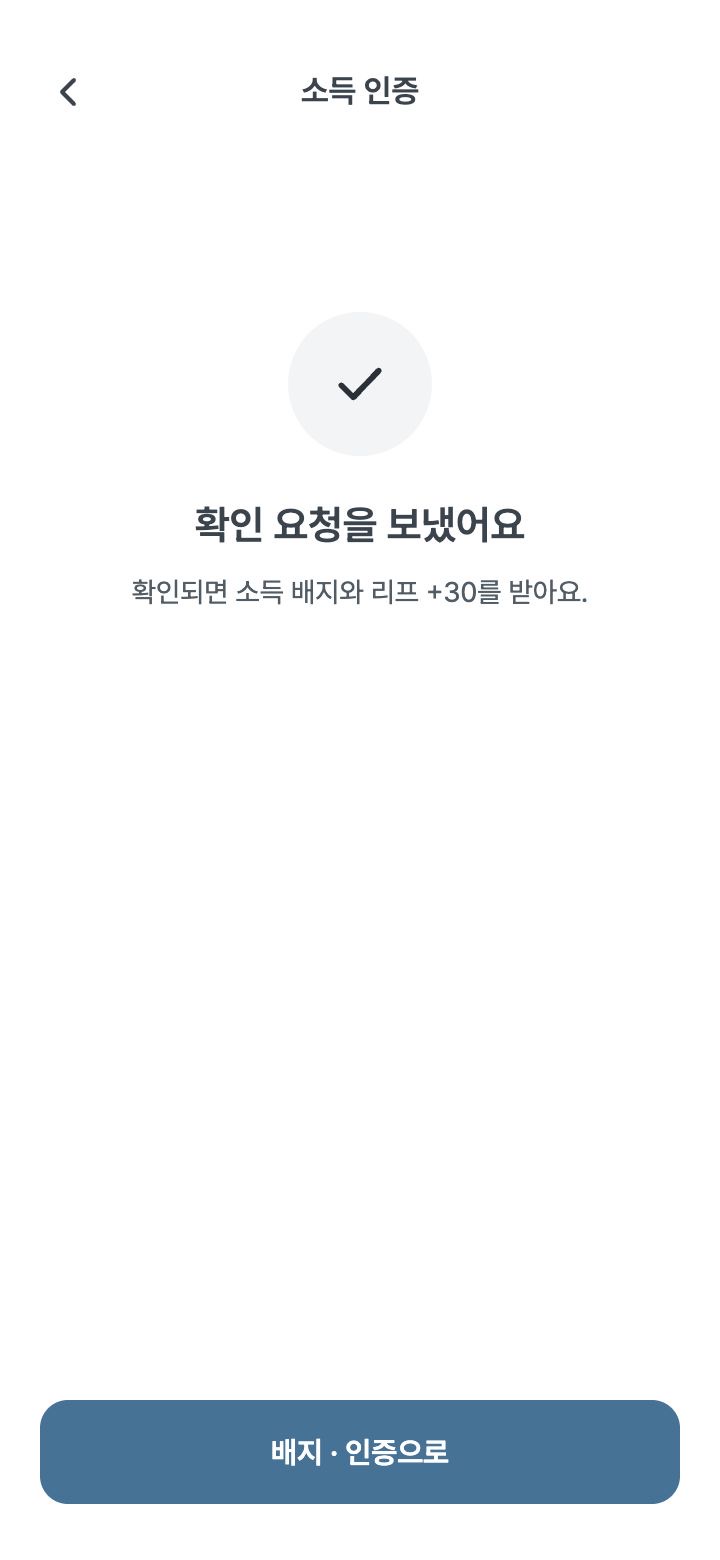 소득 인증
확인 요청을 보냈어요
확인되면 소득 배지와 리프 +30를 받아요.
배지 · 인증으로